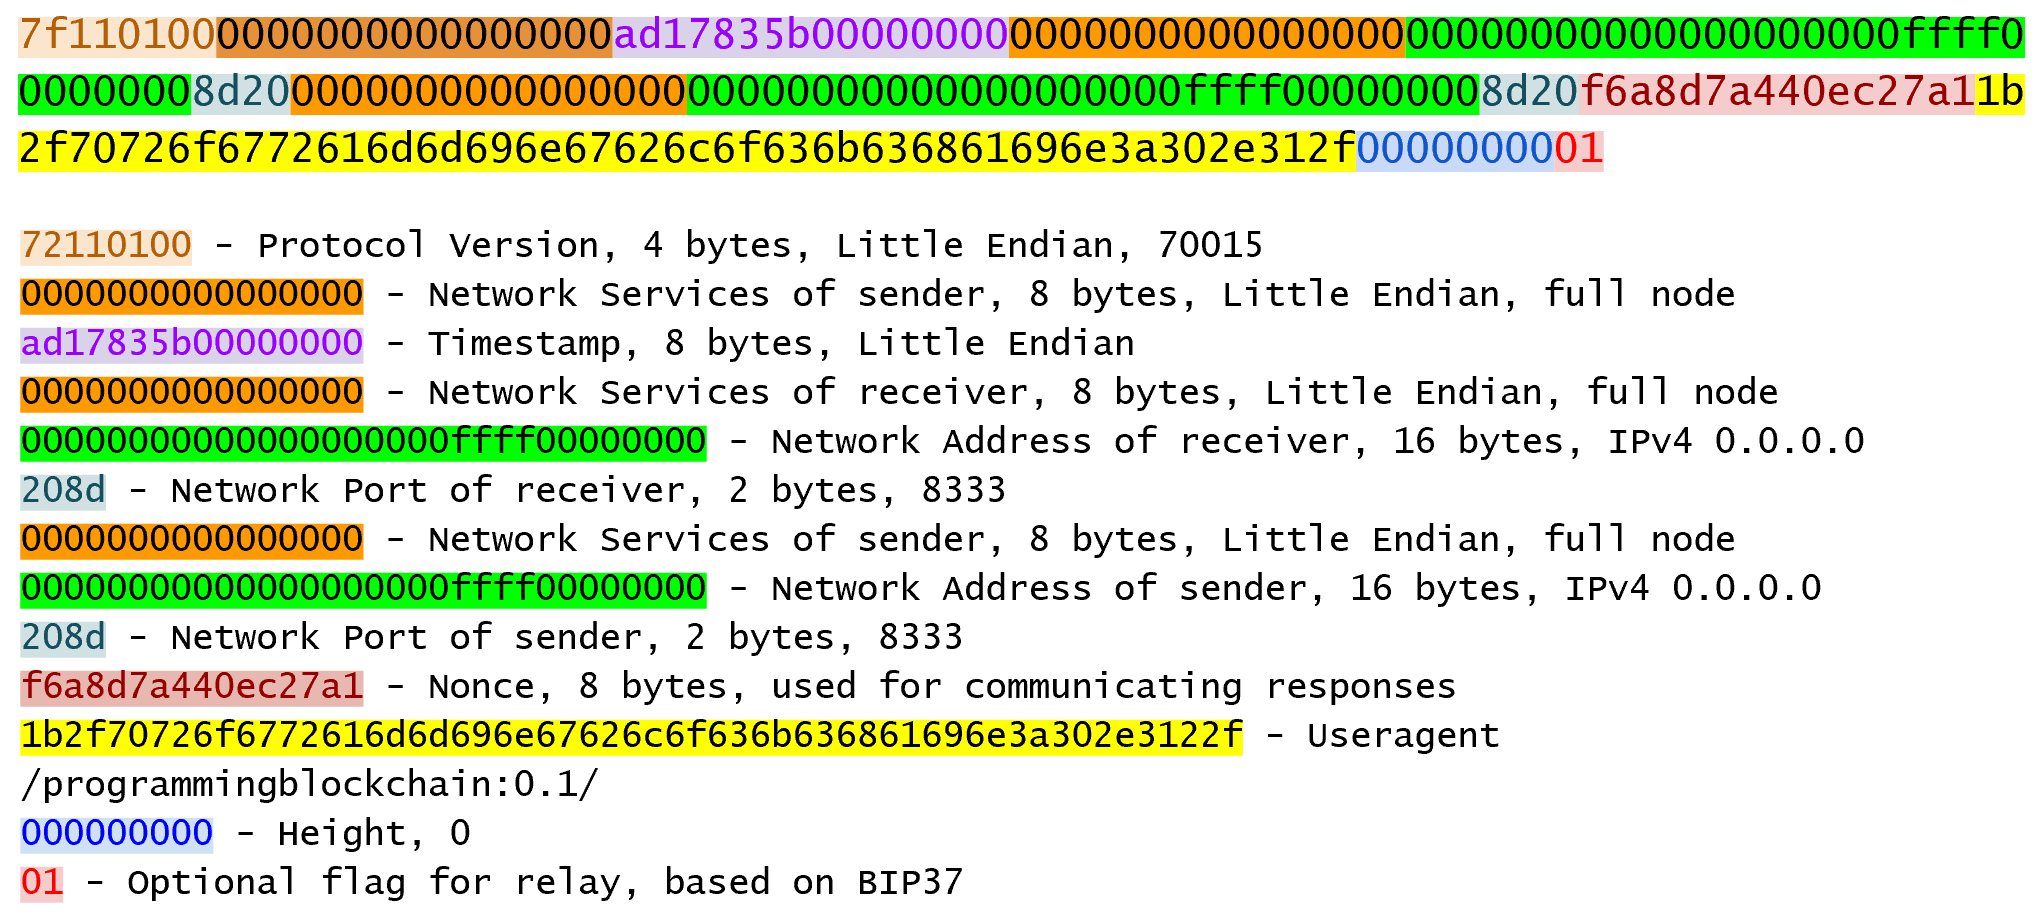 7f1101000000000000000000ad17835b00000000000000000000000000000000000000000000ffff0
00000008d20000000000000000000000000000000000000ffff000000008d20f6a8d7a440ec27a11b
2f70726f6772616d6d696e67626c6f636b636861696e3a302e312f0000000001
72110100 – Protocol Version, 4 bytes, Little Endian, 70015
0000000000000000 – Network Services of sender, 8 bytes, Little Endian, full node
ad17835b00000000 – Timestamp, 8 bytes, Little Endian
0000000000000000 – Network Services of receiver, 8 bytes, Little Endian, full node
00000000000000000000ffff00000000 – Network Address of receiver, 16 bytes, IPv4 0.0.0.0
208d – Network Port of receiver, 2 bytes, 8333
0000000000000000 – Network Services of sender, 8 bytes, Little Endian, full node
00000000000000000000ffff00000000 – Network Address of sender, 16 bytes, IPv4 0.0.0.0
208d – Network Port of sender, 2 bytes, 8333
f6a8d7a440ec27a1 – Nonce, 8 bytes, used for communicating responses
1b2f70726f6772616d6d696e67626c6f636b636861696e3a302e3122f – Useragent
/programmingblockchain:0.1/
000000000 – Height, 0
01 – Optional flag for relay, based on BIP37